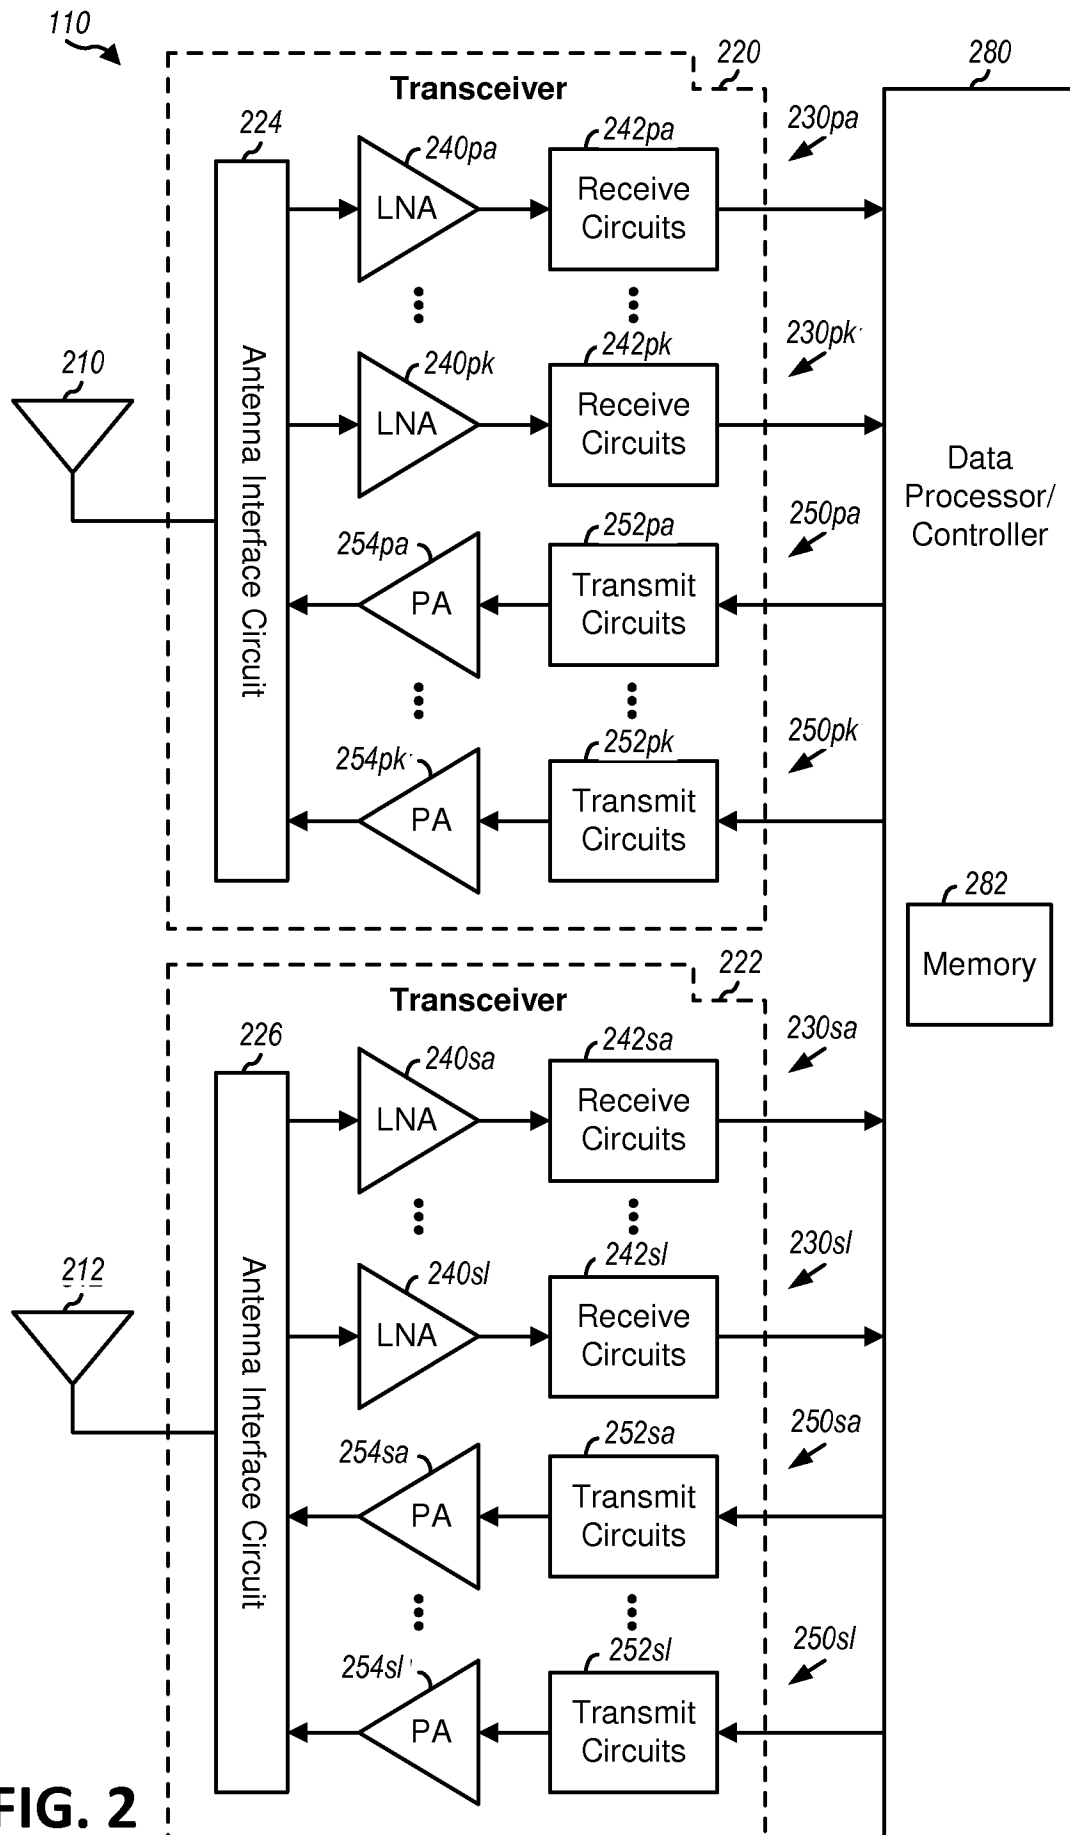 110
220
280
Transceiver
224
240pa
242pa
230pa
LNA
Receive
Circuits
210
240pk
242pk
230pk
LNA
Receive
Circuits
Antenna Interface Circuit
Data
Processor/
Controller
254pa
252pa
250pa
PA
Transmit
Circuits
254pk
252pk
250pk
PA
Transmit
Circuits
282
Memory
222
Transceiver
226
240sa
242sa
230sa
LNA
Receive
Circuits
212
240sl
242sl
230sl
LNA
Receive
Circuits
Antenna Interface Circuit
254sa
252sa
250sa
PA
Transmit
Circuits
254sl
252sl
250sl
PA
Transmit
Circuits
FIG. 2